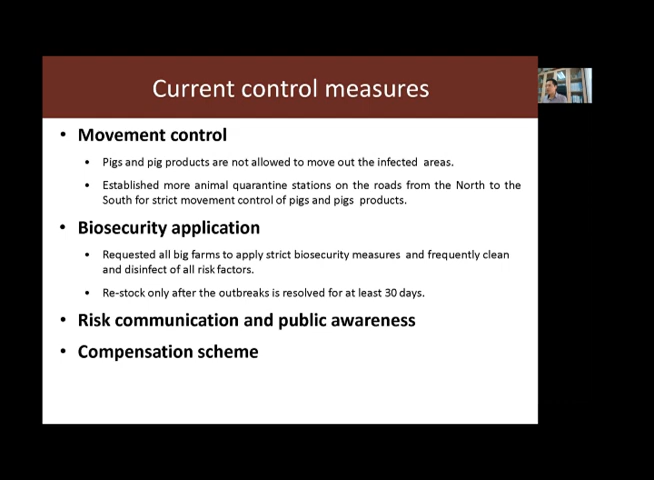 Current control measures
• Movement control
• Pigs and pig products are not allowed to move out the infected areas.
• Established more animal quarantine stations on the roads from the North to the
South for strict movement control of pigs and pigs products.
• Biosecurity application
• Requested all big farms to apply strict biosecurity measures and frequently clean
and disinfect of all risk factors.
• Re-stock only after the outbreaks is resolved for at least 30 days.
• Risk communication and public awareness
• Compensation scheme